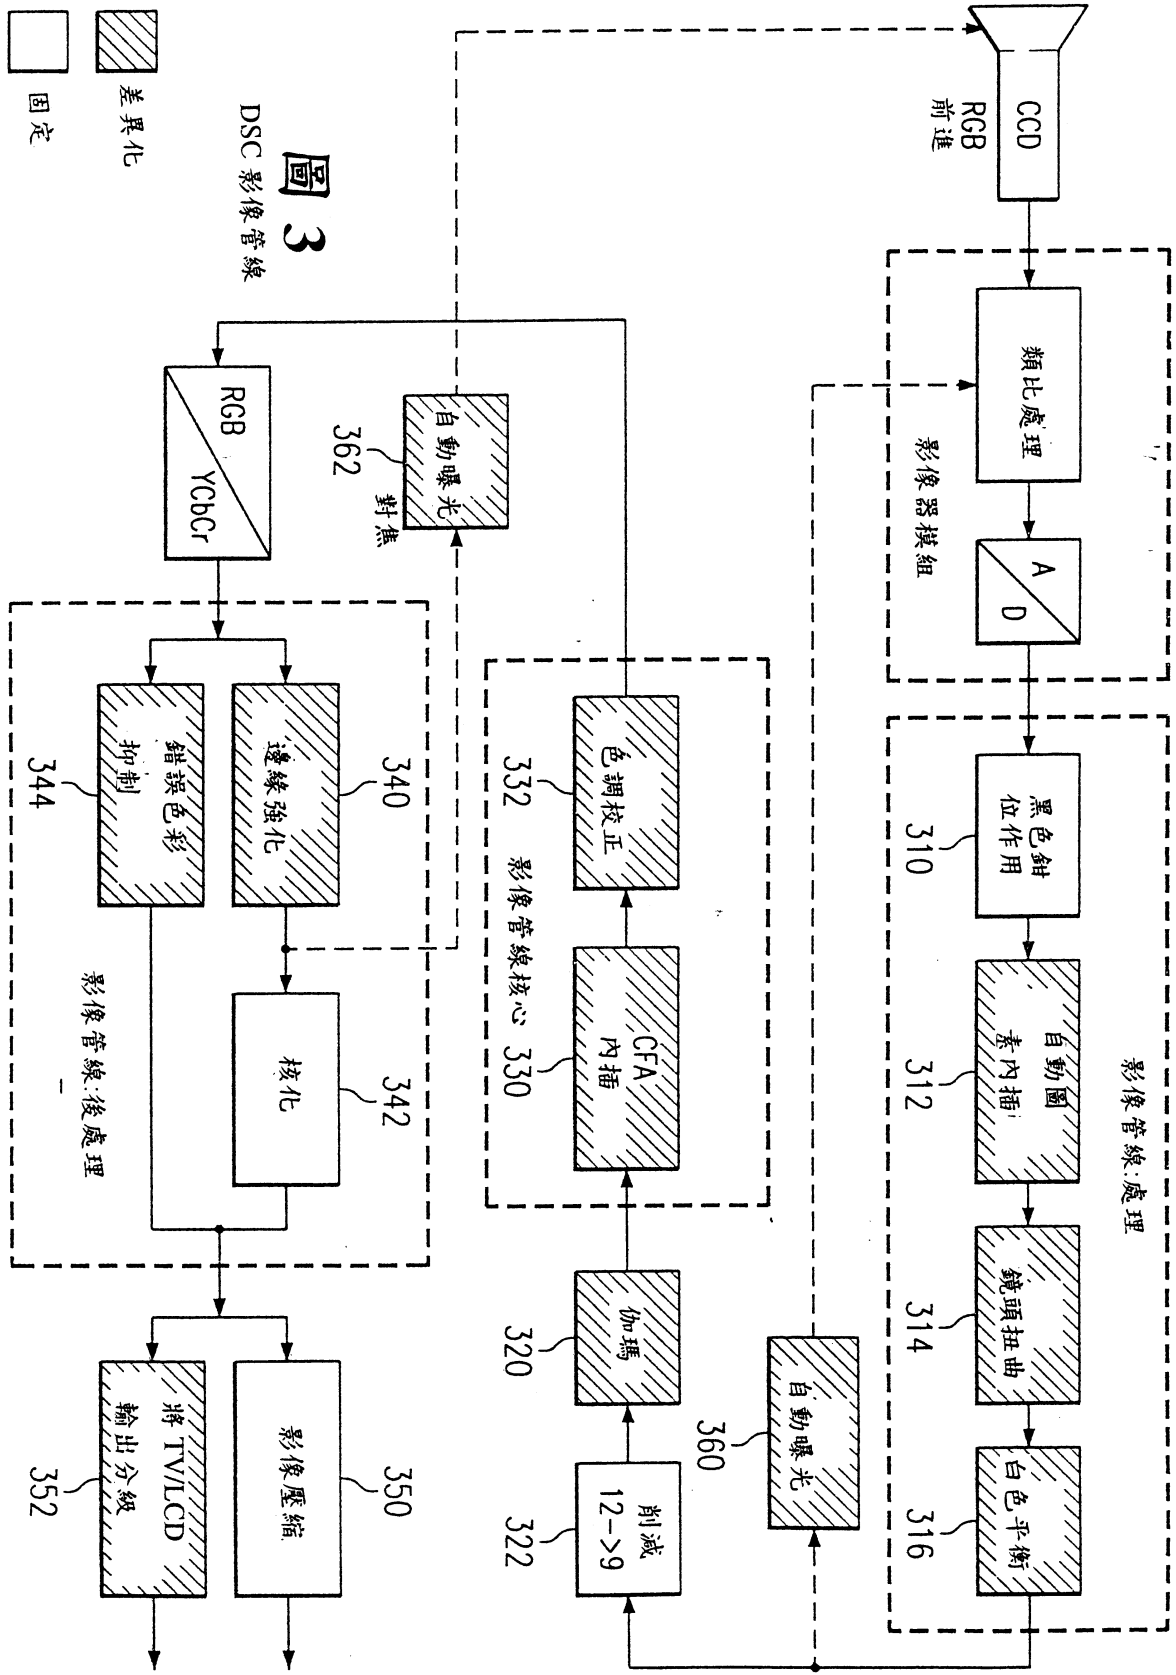 CCD
RGB
前進
類比處理
A
D
影像器模組
黑色鉗
位作用
310
自動圖
素內插
312
鏡頭扭曲
314
白色平衡
316
影像管線:處理
自動曝光
360
削減
12->9
322
伽瑪
320
CFA
內插
330
色調校正
332
影像管線核心
自動曝光
對焦
362
RGB
YCbCr
邊緣強化
340
錯誤色彩
抑制
344
核化
342
影像管線:後處理
影像壓縮
350
將TV/LCD
輸出分級
352
圖 3
DSC 影像管線
差異化
固定